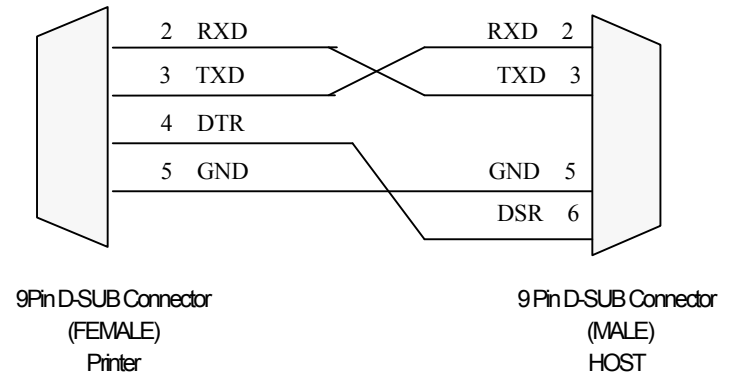 2 RXD RXD 2
3 TXD TXD 3
4 DTR
5 GND GND 5
DSR 6
9Pin D-SUB Connector 9 Pin D-SUB Connector
(FEMALE) (MALE)
Printer HOST